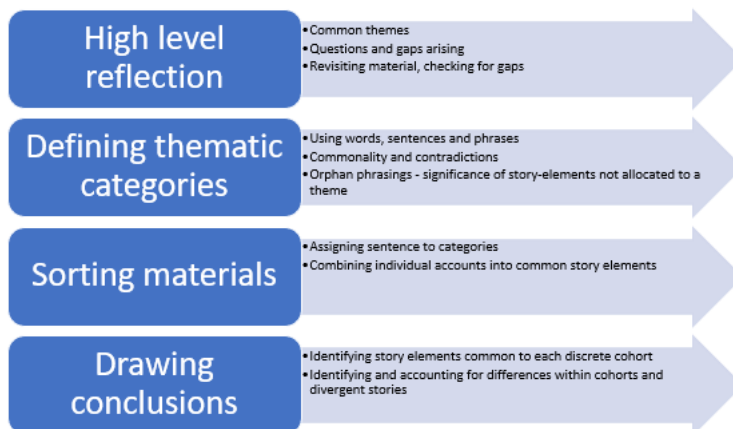 High level
reflection
•Common themes
•Questions and gaps arising
•Revisiting material, checking for gaps
Defining thematic
categories
•Using words, sentences and phrases
•Commonality and contradictions
•Orphan phrasings - significance of story-elements not allocated to a
theme
Sorting materials
•Assigning sentence to categories
•Combining individual accounts into common story elements
Drawing
conclusions
•Identifying story elements common to each discrete cohort
•Identifying and accounting for differences within cohorts and
divergent stories